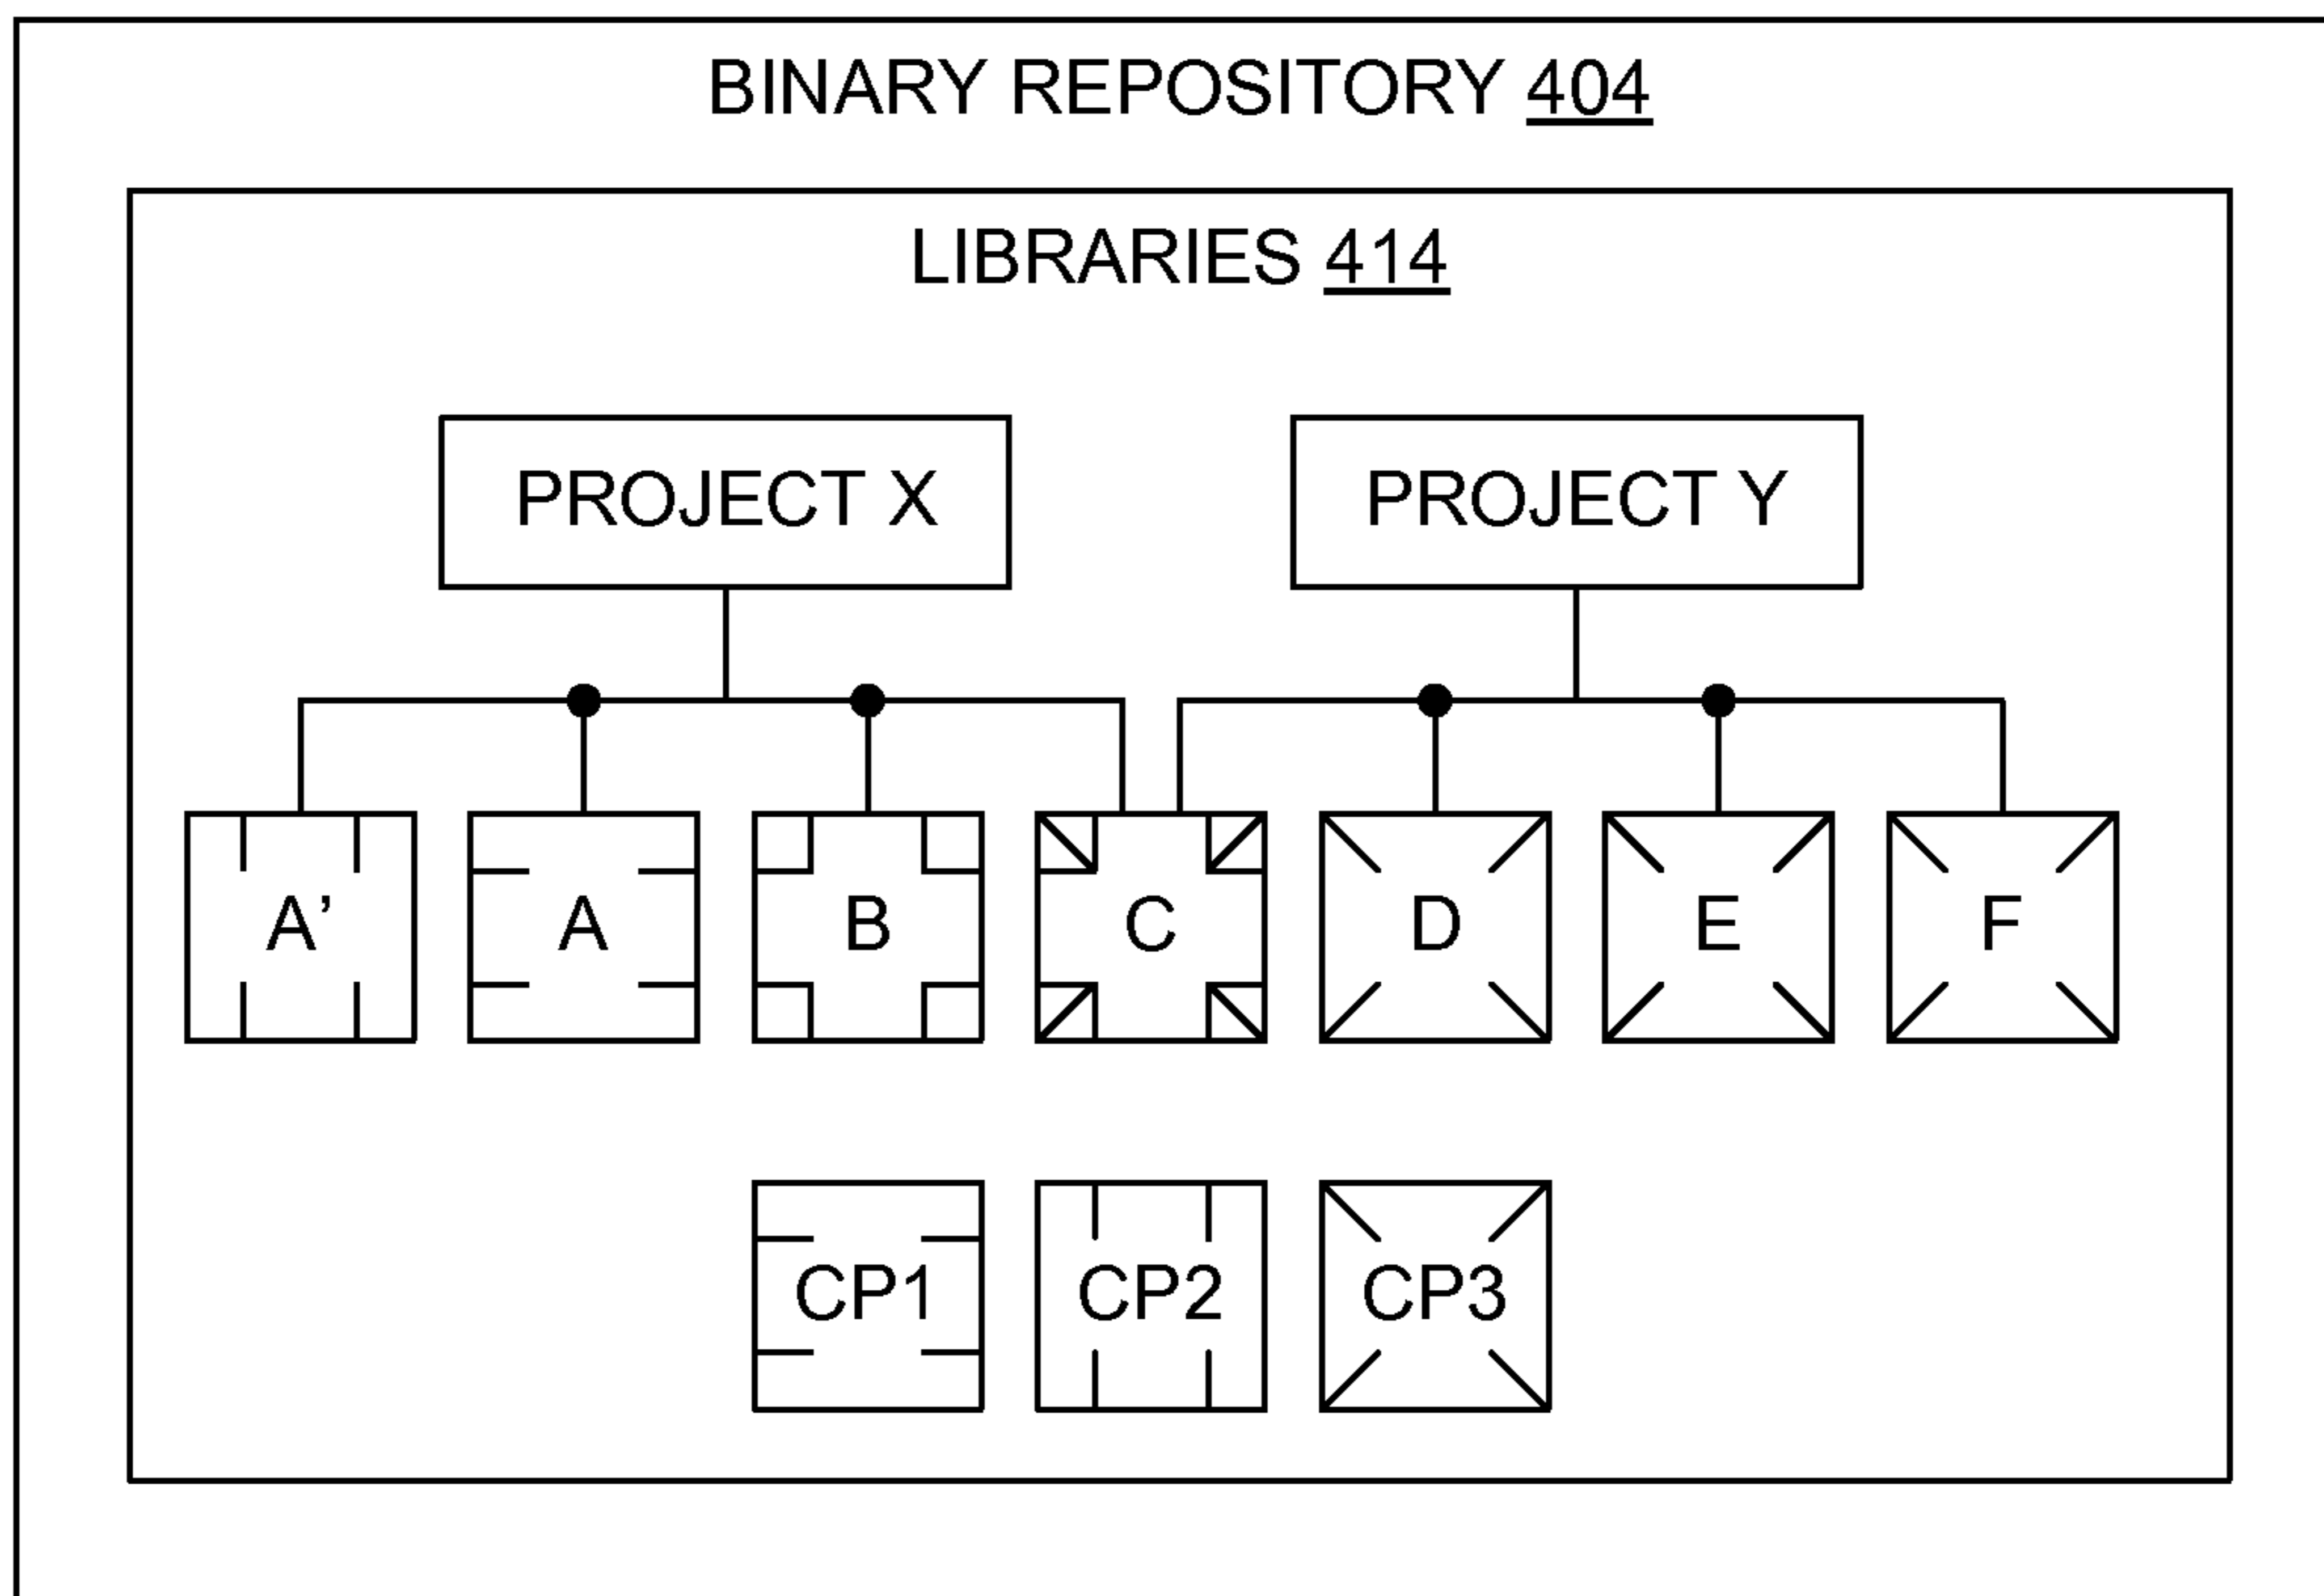 BINARY REPOSITORY 404
LIBRARIES 414
PROJECT X PROJECT Y
A’ A B C D E F
CP1 CP2 CP3